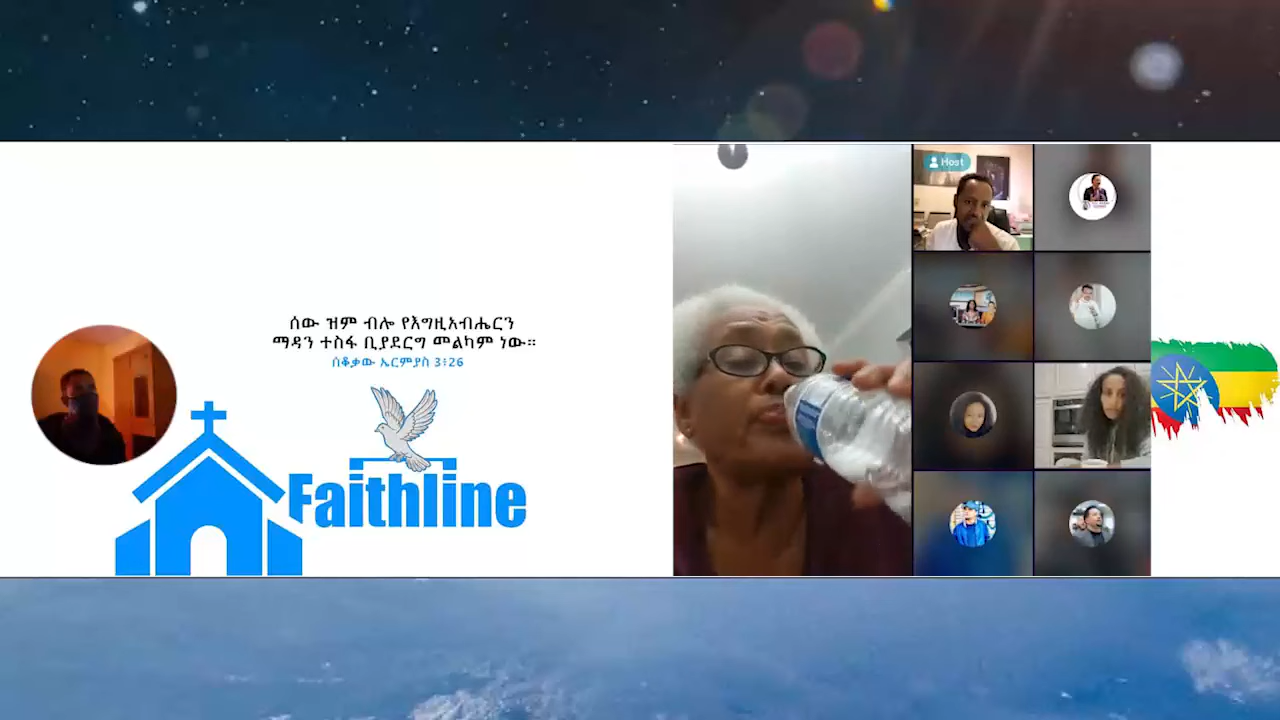 ሰው ዝም ብሎ የእግዚአብሔርን
ማዳን ተስፋ ቢያደርግ መልካም ነው።
ሰቆቃው ኤርምያስ 3፥26
Faithline
Host